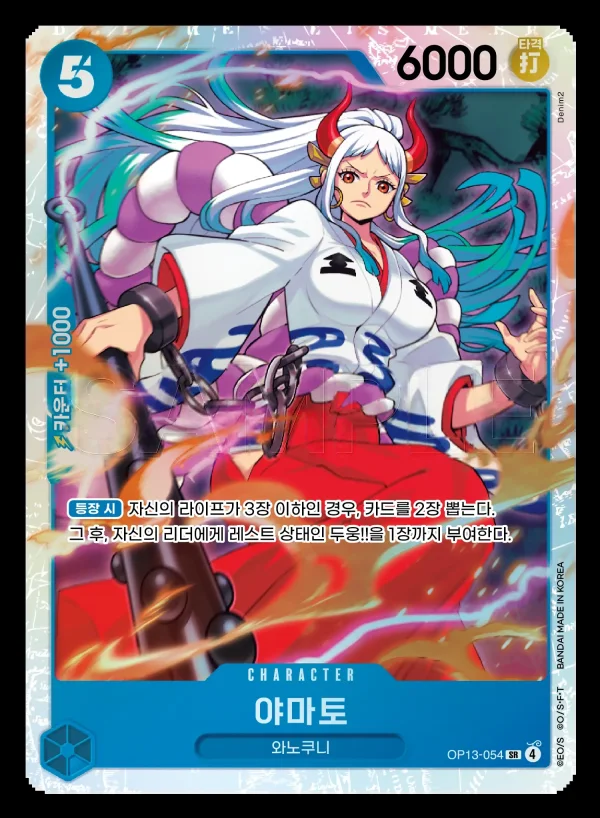 5
6000
타격
打
Denim2
카운터 +1000
SAMPLE
등장 시 자신의 라이프가 3장 이하인 경우, 카드를 2장 뽑는다.
그 후, 자신의 리더에게 레스트 상태인 두웅!!을 1장까지 부여한다.
CHARACTER
야마토
와노쿠니
OP13-054 SR 4
©EO/S ©O/S·F·T BANDAI MADE IN KOREA